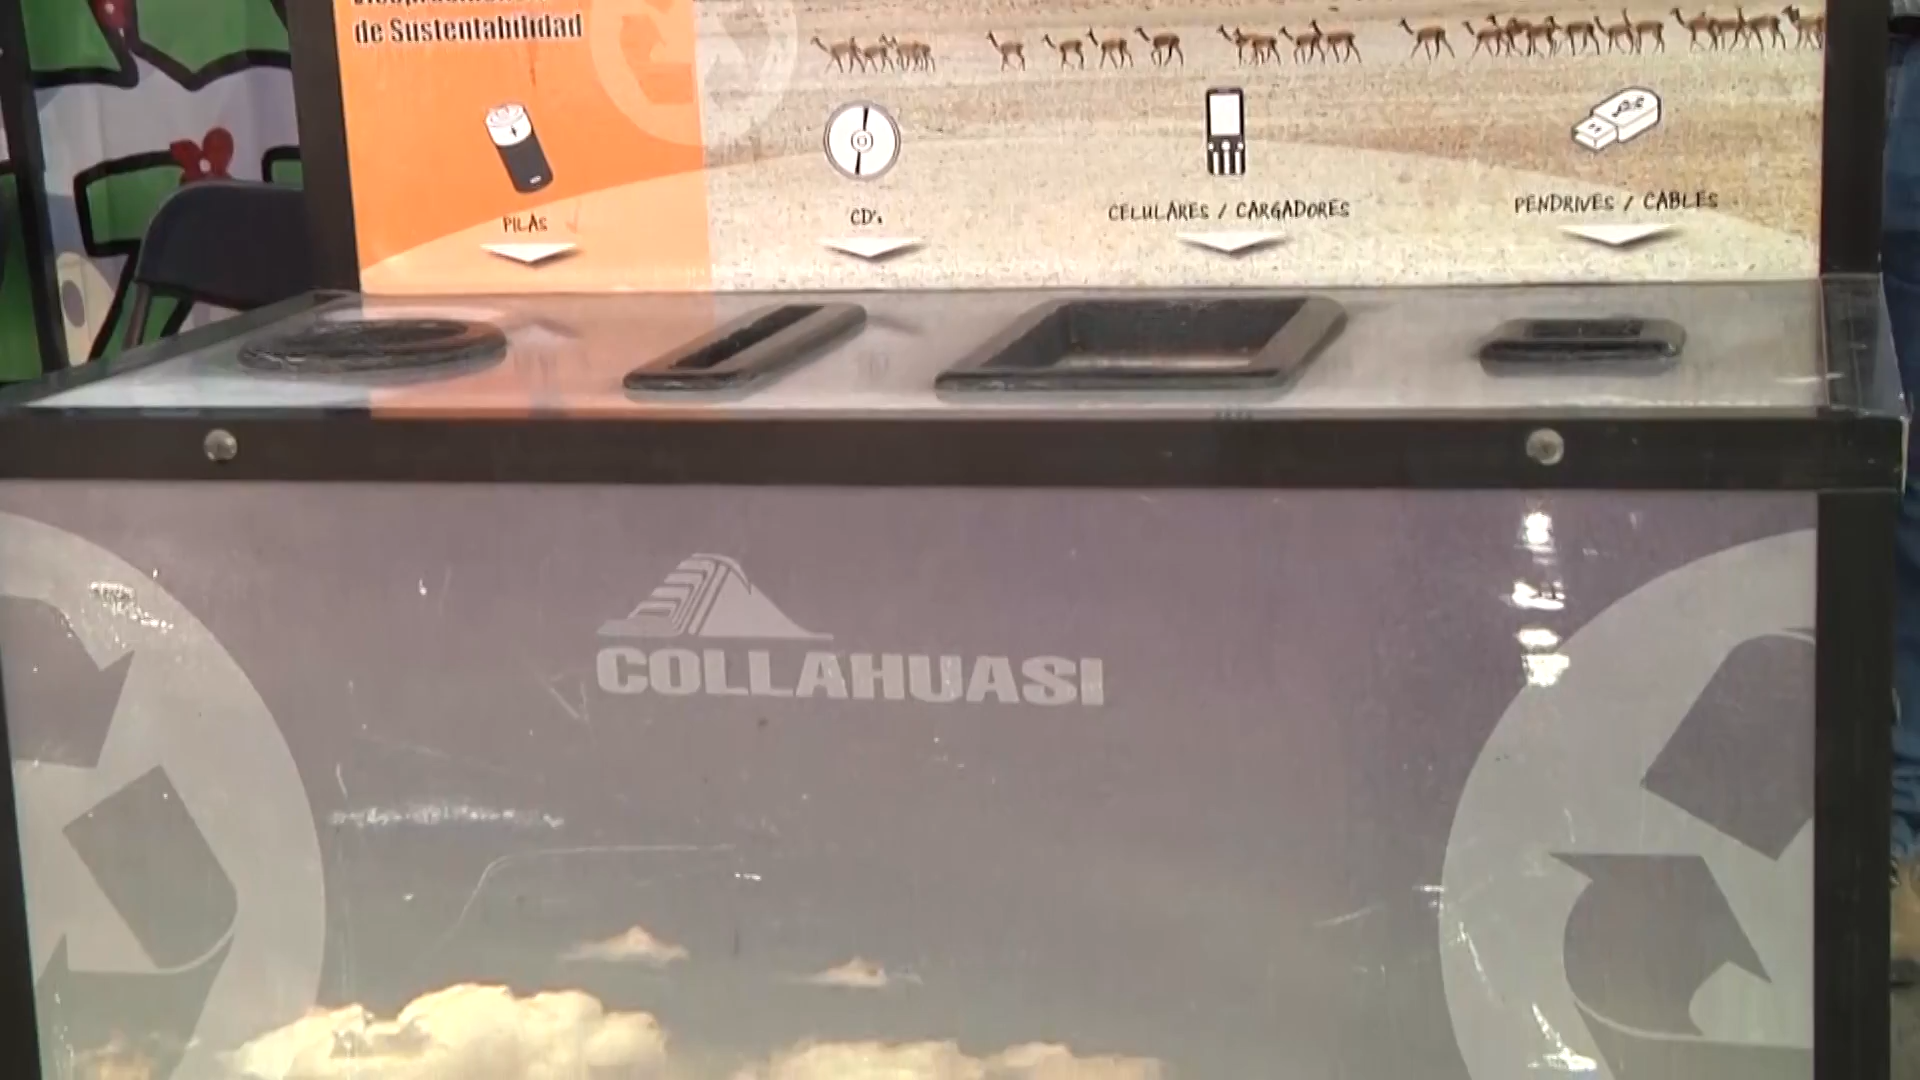 de Sustentabilidad
PILAS
CD's
CELULARES / CARGADORES
PENDRIVES / CABLES
COLLAHUASI